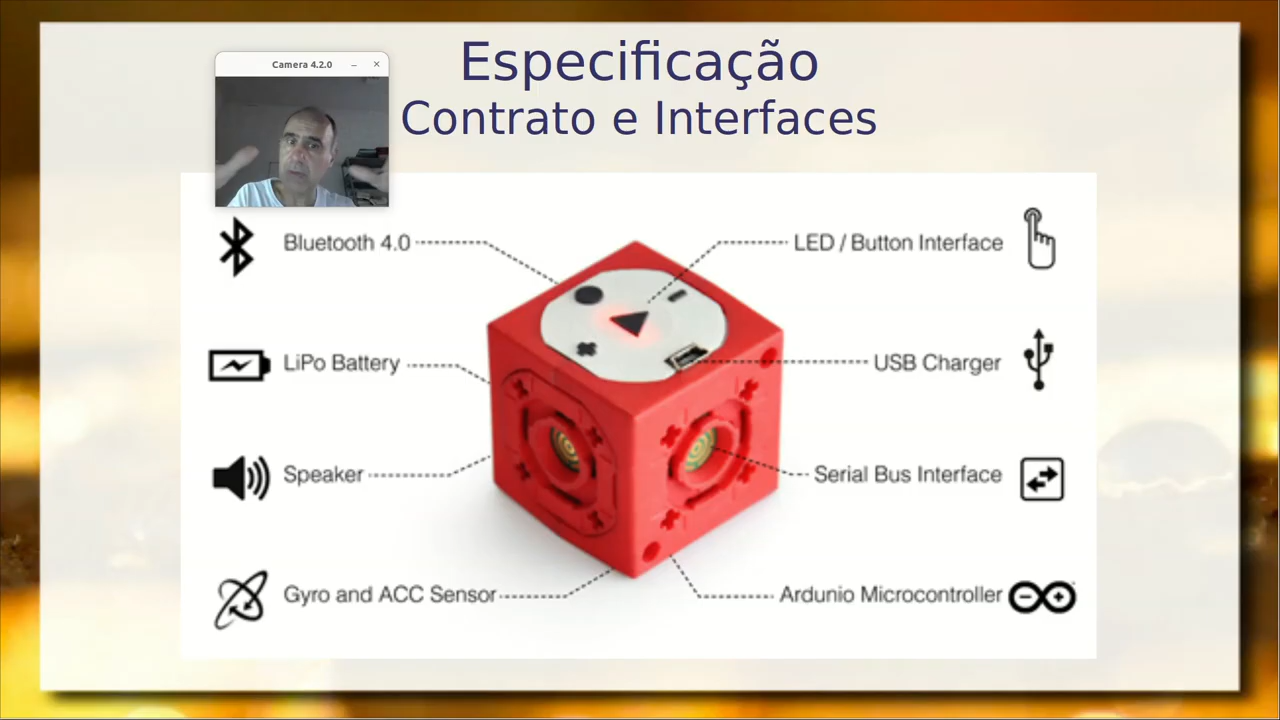 Especificação
Contrato e Interfaces
Camera 4.2.0
Bluetooth 4.0
LED / Button Interface
LiPo Battery
USB Charger
Speaker
Serial Bus Interface
Gyro and ACC Sensor
Ardunio Microcontroller